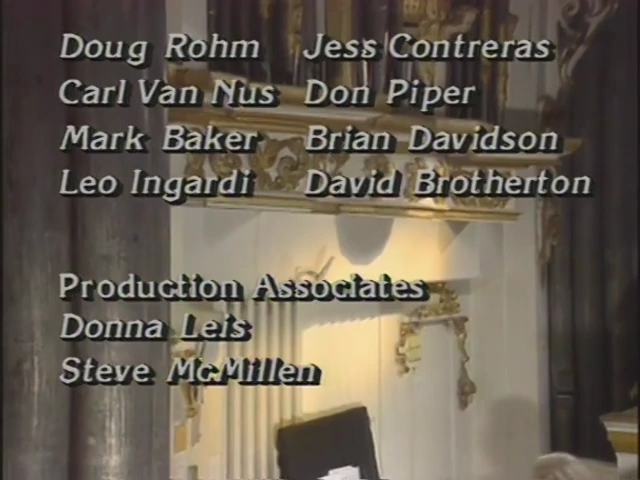 Doug Rohm Jess Contreras
Carl Van Nus Don Piper
Mark Baker Brian Davidson
Leo Ingardi David Brotherton
Production Associates
Donna Leis
Steve McMillen